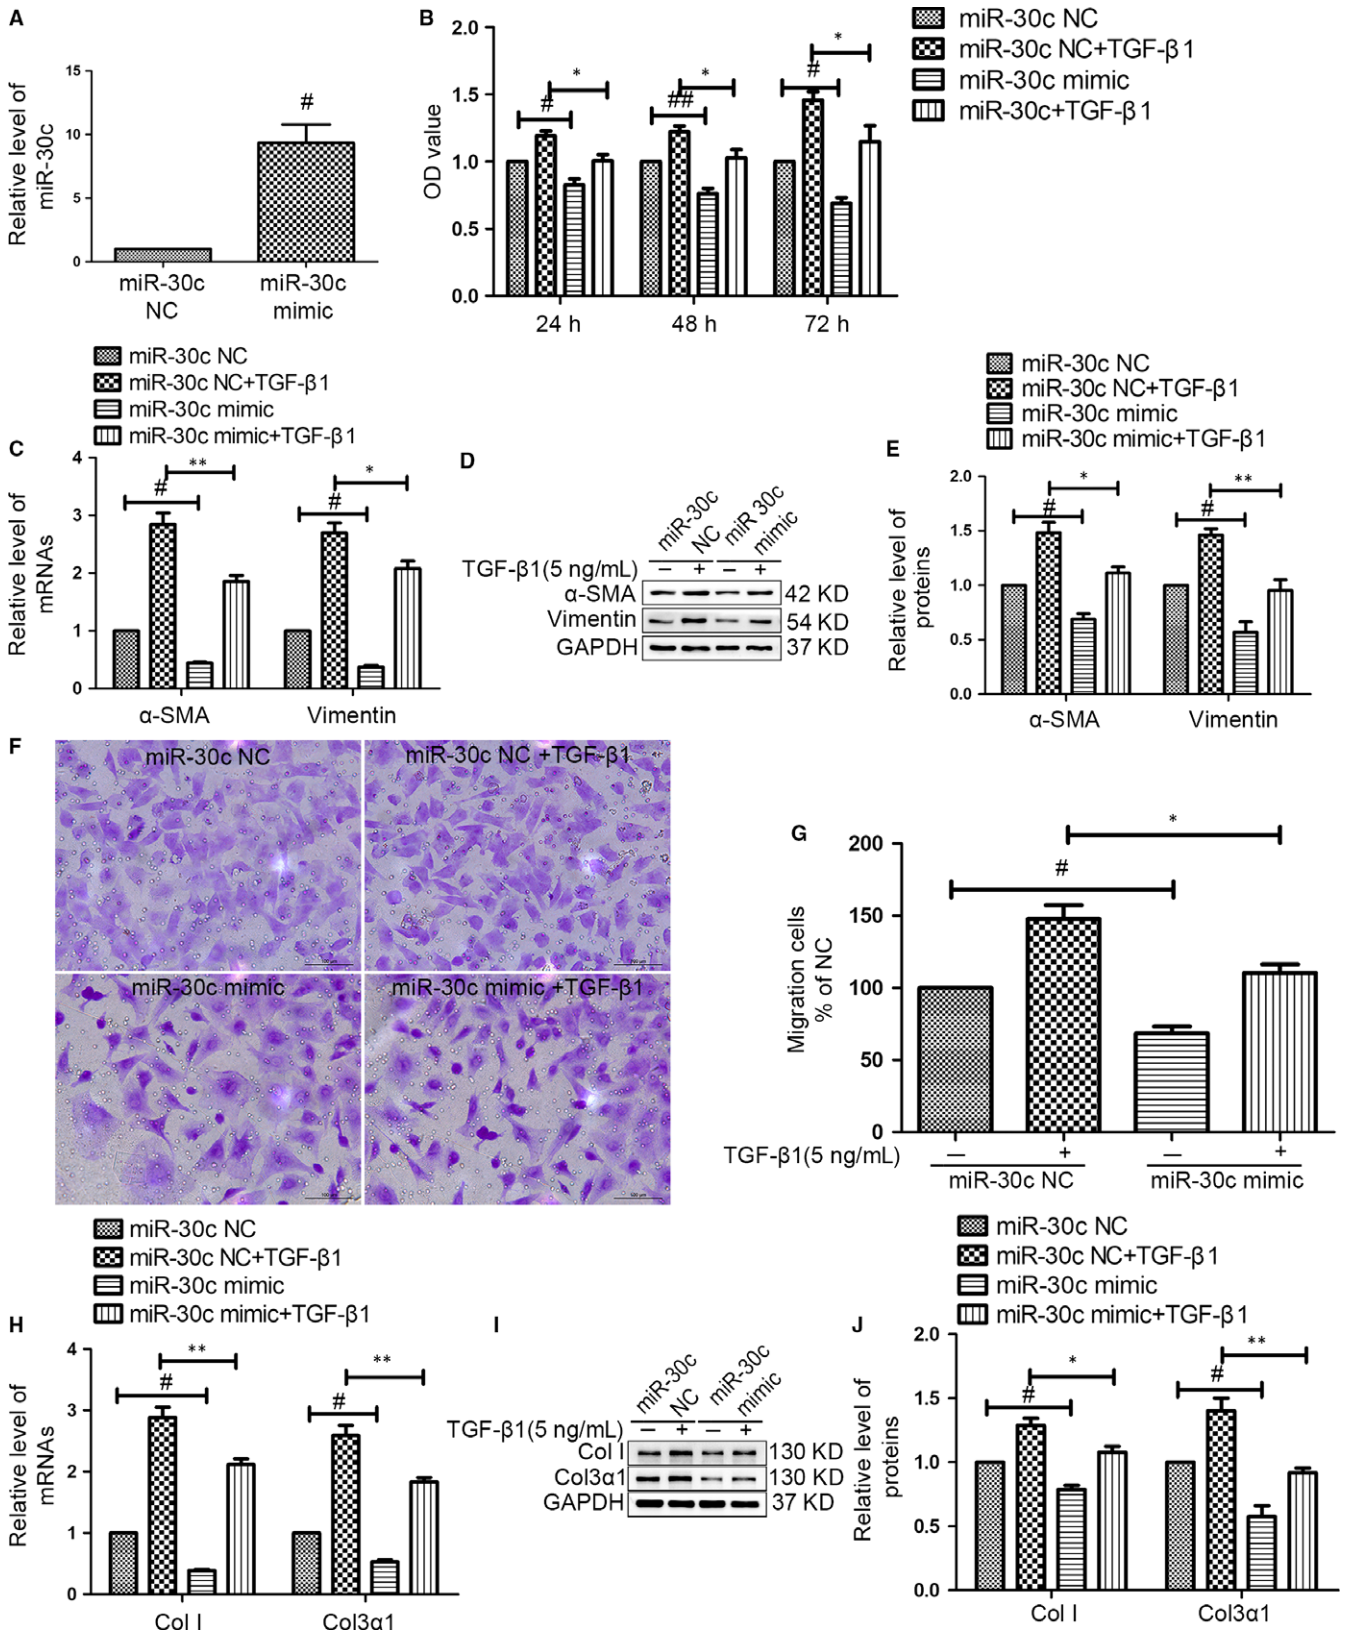 A
Relative level of
miR-30c
15
10
5
0
#
miR-30c
NC
miR-30c
mimic
B
OD value
2.0
1.5
1.0
0.5
0.0
#
*
##
*
#
*
24 h
48 h
72 h
miR-30c NC
miR-30c NC+TGF-β1
miR-30c mimic
miR-30c+TGF-β1
miR-30c NC
miR-30c NC+TGF-β1
miR-30c mimic
miR-30c mimic+TGF-β1
C
Relative level of
mRNAs
4
3
2
1
0
#
**
#
*
α-SMA
Vimentin
D
miR-30c
NC
miR 30c
mimic
TGF-β1(5 ng/mL) — + — +
α-SMA 42 KD
Vimentin 54 KD
GAPDH 37 KD
miR-30c NC
miR-30c NC+TGF-β1
miR-30c mimic
miR-30c mimic+TGF-β1
E
Relative level of
proteins
2.0
1.5
1.0
0.5
0.0
#
*
#
**
α-SMA
Vimentin
F
miR-30c NC
miR-30c NC +TGF-β1
miR-30c mimic
miR-30c mimic +TGF-β1
G
Migration cells
% of NC
200
150
100
50
0
#
*
TGF-β1(5 ng/mL) — + — +
miR-30c NC
miR-30c mimic
miR-30c NC
miR-30c NC+TGF-β1
miR-30c mimic
miR-30c mimic+TGF-β1
H
Relative level of
mRNAs
4
3
2
1
0
#
**
#
**
Col I
Col3α1
I
miR-30c
NC
miR-30c
mimic
TGF-β1(5 ng/mL) — + — +
Col I 130 KD
Col3α1 130 KD
GAPDH 37 KD
miR-30c NC
miR-30c NC+TGF-β1
miR-30c mimic
miR-30c mimic+TGF-β1
J
Relative level of
proteins
2.0
1.5
1.0
0.5
0.0
#
*
#
**
Col I
Col3α1